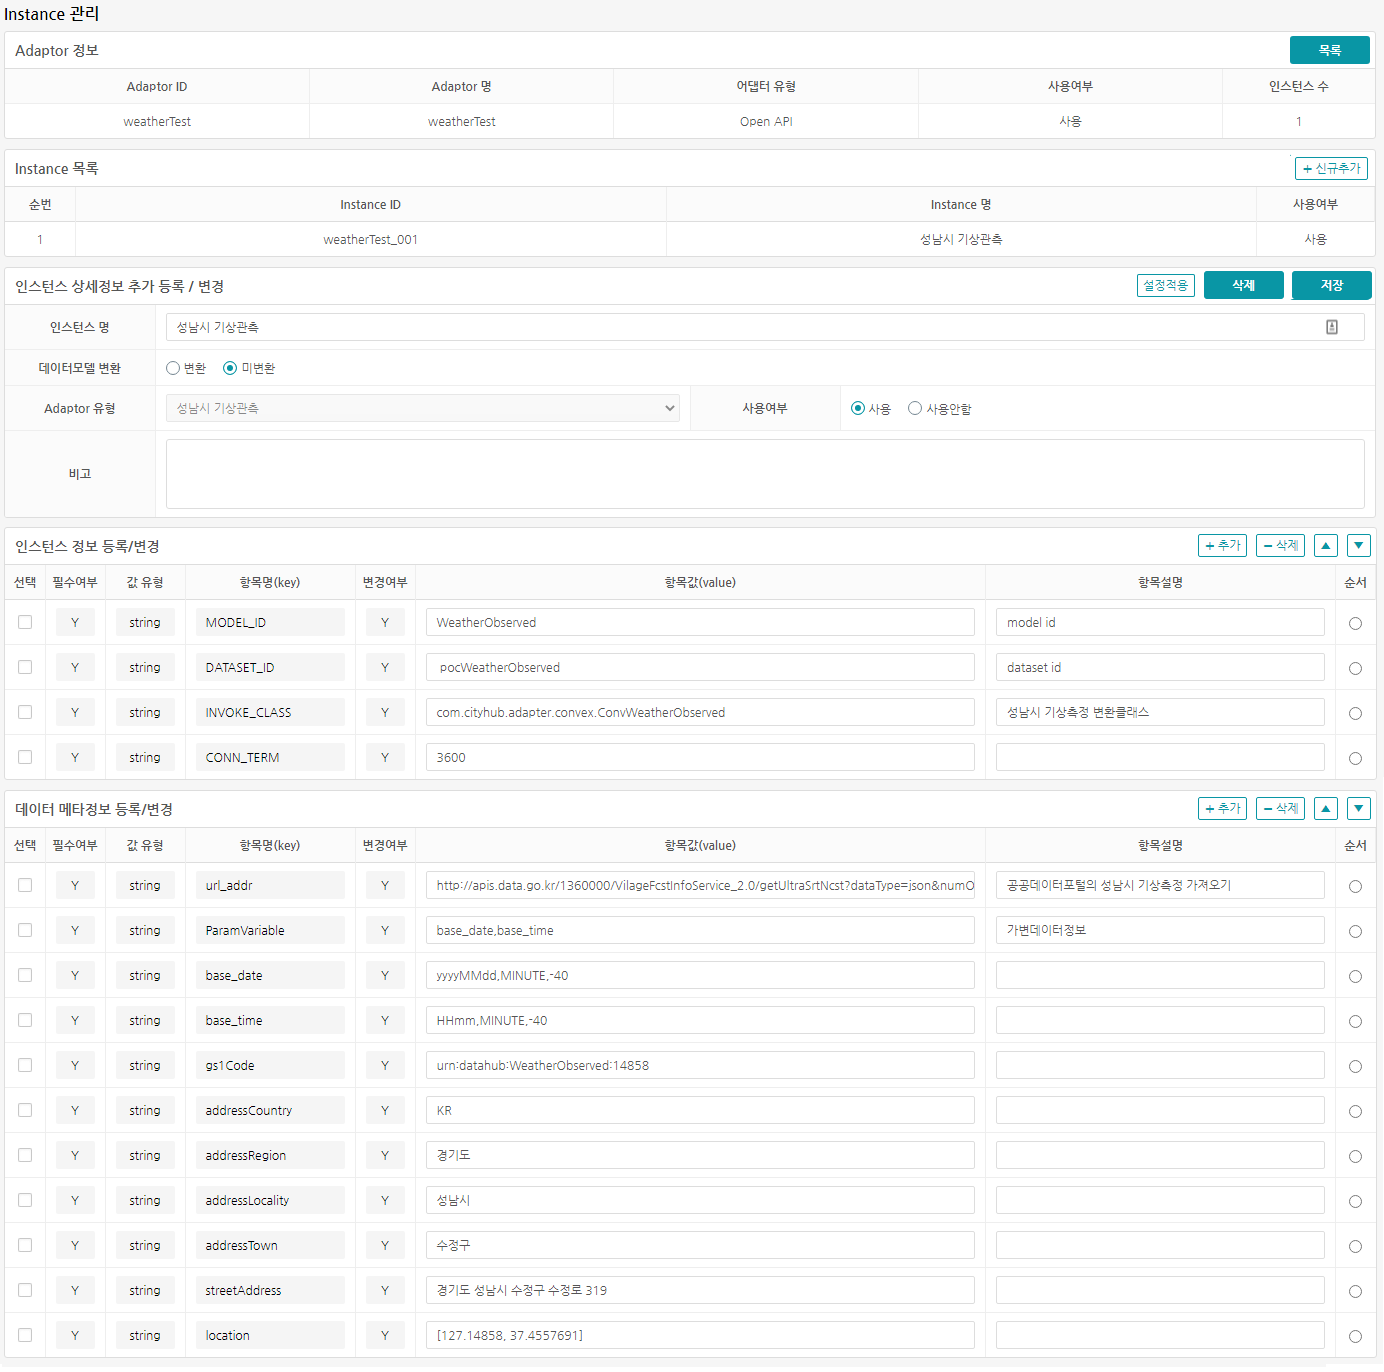 Instance 관리
Adaptor 정보 목록
Adaptor ID Adaptor 명 어댑터 유형 사용여부 인스턴스 수
weatherTest weatherTest Open API 사용 1
Instance 목록 + 신규추가
순번 Instance ID Instance 명 사용여부
1 weatherTest_001 성남시 기상관측 사용
인스턴스 상세정보 추가 등록 / 변경 설정적용 삭제 저장
인스턴스 명 성남시 기상관측
데이터모델 변환 변환 미변환
Adaptor 유형 성남시 기상관측 사용여부 사용 사용안함
비고
인스턴스 정보 등록/변경 + 추가 − 삭제 ▲ ▼
선택 필수여부 값 유형 항목명(key) 변경여부 항목값(value) 항목설명 순서
Y string MODEL_ID Y WeatherObserved model id
Y string DATASET_ID Y pocWeatherObserved dataset id
Y string INVOKE_CLASS Y com.cityhub.adapter.convex.ConvWeatherObserved 성남시 기상측정 변환클래스
Y string CONN_TERM Y 3600
데이터 메타정보 등록/변경 + 추가 − 삭제 ▲ ▼
선택 필수여부 값 유형 항목명(key) 변경여부 항목값(value) 항목설명 순서
Y string url_addr Y http://apis.data.go.kr/1360000/VilageFcstInfoService_2.0/getUltraSrtNcst?dataType=json&numO 공공데이터포털의 성남시 기상측정 가져오기
Y string ParamVariable Y base_date,base_time 가변데이터정보
Y string base_date Y yyyyMMdd,MINUTE,-40
Y string base_time Y HHmm,MINUTE,-40
Y string gs1Code Y urn:datahub:WeatherObserved:14858
Y string addressCountry Y KR
Y string addressRegion Y 경기도
Y string addressLocality Y 성남시
Y string addressTown Y 수정구
Y string streetAddress Y 경기도 성남시 수정구 수정로 319
Y string location Y [127.14858, 37.4557691]